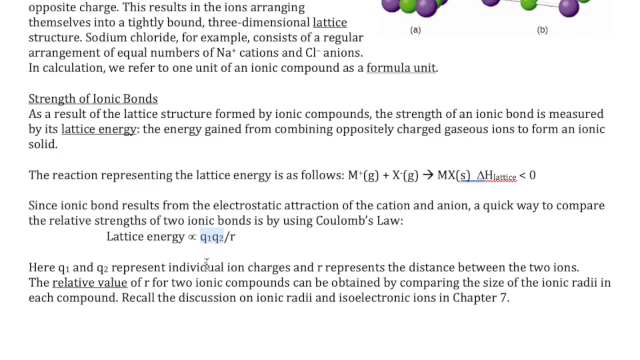 opposite charge. This results in the ions arranging
themselves into a tightly bound, three-dimensional lattice
structure. Sodium chloride, for example, consists of a regular
arrangement of equal numbers of Na⁺ cations and Cl⁻ anions.
(a)
(b)
In calculation, we refer to one unit of an ionic compound as a formula unit.
Strength of Ionic Bonds
As a result of the lattice structure formed by ionic compounds, the strength of an ionic bond is measured
by its lattice energy: the energy gained from combining oppositely charged gaseous ions to form an ionic
solid.
The reaction representing the lattice energy is as follows: M⁺(g) + X⁻(g) → MX(s) ΔHlattice < 0
Since ionic bond results from the electrostatic attraction of the cation and anion, a quick way to compare
the relative strengths of two ionic bonds is by using Coulomb's Law:
Lattice energy ∝ q₁q₂/r
Here q₁ and q₂ represent individual ion charges and r represents the distance between the two ions.
The relative value of r for two ionic compounds can be obtained by comparing the size of the ionic radii in
each compound. Recall the discussion on ionic radii and isoelectronic ions in Chapter 7.